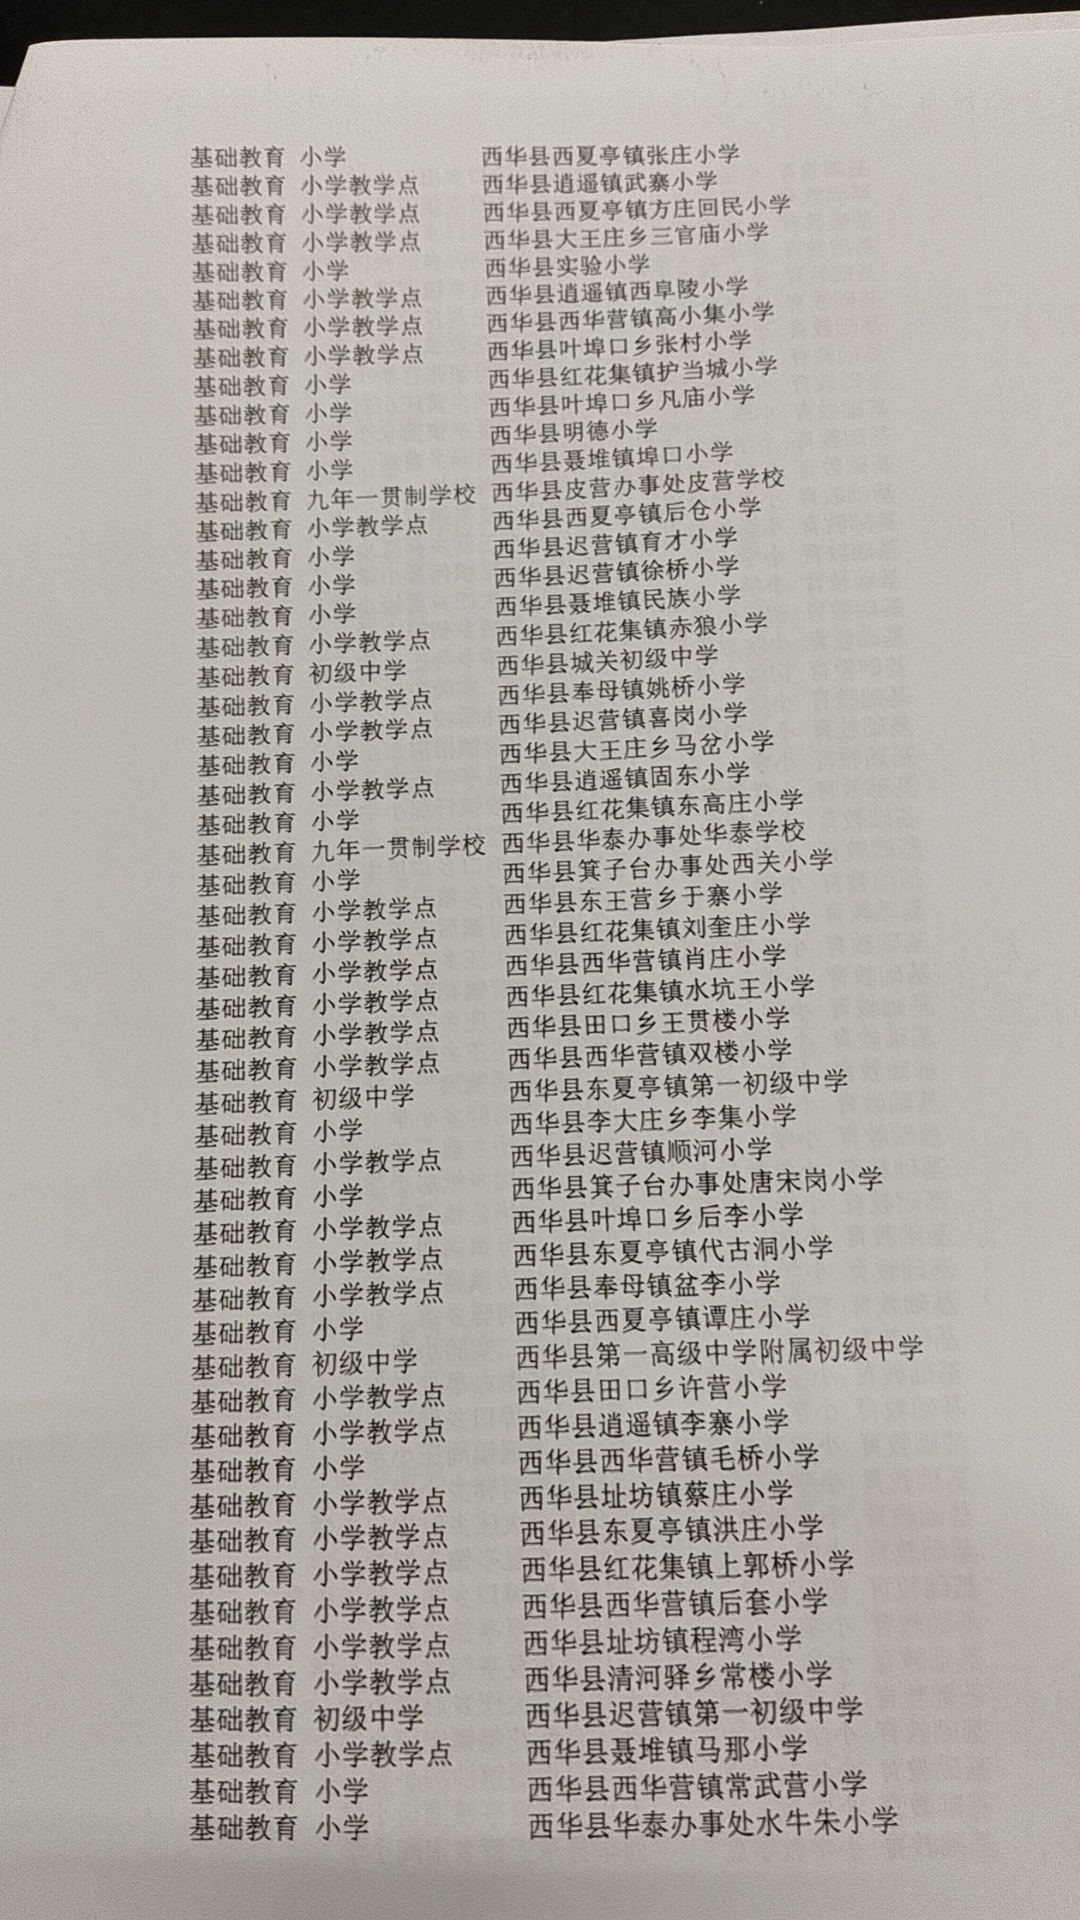 基础教育 小学 西华县西夏亭镇张庄小学
基础教育 小学教学点 西华县逍遥镇武寨小学
基础教育 小学教学点 西华县西夏亭镇方庄回民小学
基础教育 小学教学点 西华县大王庄乡三官庙小学
基础教育 小学 西华县实验小学
基础教育 小学教学点 西华县逍遥镇西阜陵小学
基础教育 小学教学点 西华县西华营镇高小集小学
基础教育 小学教学点 西华县叶埠口乡张村小学
基础教育 小学 西华县红花集镇护当城小学
基础教育 小学 西华县叶埠口乡凡庙小学
基础教育 小学 西华县明德小学
基础教育 小学 西华县聂堆镇埠口小学
基础教育 九年一贯制学校 西华县皮营办事处皮营学校
基础教育 小学教学点 西华县西夏亭镇后仓小学
基础教育 小学 西华县迟营镇育才小学
基础教育 小学 西华县迟营镇徐桥小学
基础教育 小学 西华县聂堆镇民族小学
基础教育 小学教学点 西华县红花集镇赤狼小学
基础教育 初级中学 西华县城关初级中学
基础教育 小学教学点 西华县奉母镇姚桥小学
基础教育 小学教学点 西华县迟营镇喜岗小学
基础教育 小学 西华县大王庄乡马岔小学
基础教育 小学教学点 西华县逍遥镇固东小学
基础教育 小学 西华县红花集镇东高庄小学
基础教育 九年一贯制学校 西华县华泰办事处华泰学校
基础教育 小学 西华县箕子台办事处西关小学
基础教育 小学教学点 西华县东王营乡于寨小学
基础教育 小学教学点 西华县红花集镇刘奎庄小学
基础教育 小学教学点 西华县西华营镇肖庄小学
基础教育 小学教学点 西华县红花集镇水坑王小学
基础教育 小学教学点 西华县田口乡王贯楼小学
基础教育 小学教学点 西华县西华营镇双楼小学
基础教育 初级中学 西华县东夏亭镇第一初级中学
基础教育 小学 西华县李大庄乡李集小学
基础教育 小学教学点 西华县迟营镇顺河小学
基础教育 小学 西华县箕子台办事处唐宋岗小学
基础教育 小学教学点 西华县叶埠口乡后李小学
基础教育 小学教学点 西华县东夏亭镇代古洞小学
基础教育 小学教学点 西华县奉母镇盆李小学
基础教育 小学 西华县西夏亭镇谭庄小学
基础教育 初级中学 西华县第一高级中学附属初级中学
基础教育 小学教学点 西华县田口乡许营小学
基础教育 小学教学点 西华县逍遥镇李寨小学
基础教育 小学 西华县西华营镇毛桥小学
基础教育 小学教学点 西华县址坊镇蔡庄小学
基础教育 小学教学点 西华县东夏亭镇洪庄小学
基础教育 小学教学点 西华县红花集镇上郭桥小学
基础教育 小学教学点 西华县西华营镇后套小学
基础教育 小学教学点 西华县址坊镇程湾小学
基础教育 小学教学点 西华县清河驿乡常楼小学
基础教育 初级中学 西华县迟营镇第一初级中学
基础教育 小学教学点 西华县聂堆镇马那小学
基础教育 小学 西华县西华营镇常武营小学
基础教育 小学 西华县华泰办事处水牛朱小学